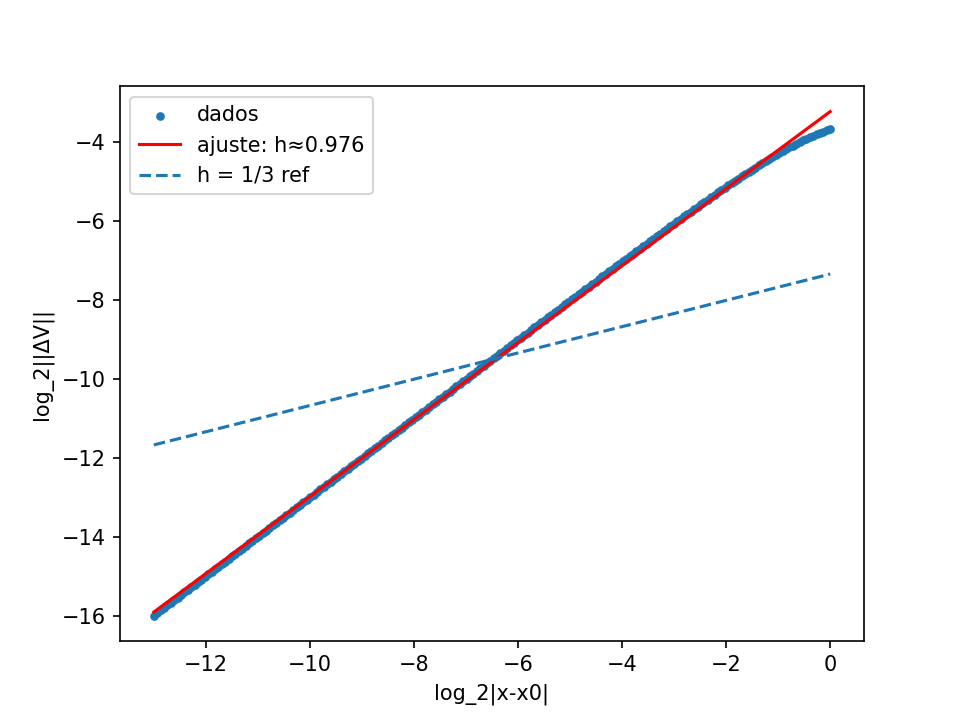 dados
ajuste: h≈0.976
h = 1/3 ref
−4
−6
−8
−10
−12
−14
−16
log_2||ΔV||
−12 −10 −8 −6 −4 −2 0
log_2|x-x0|